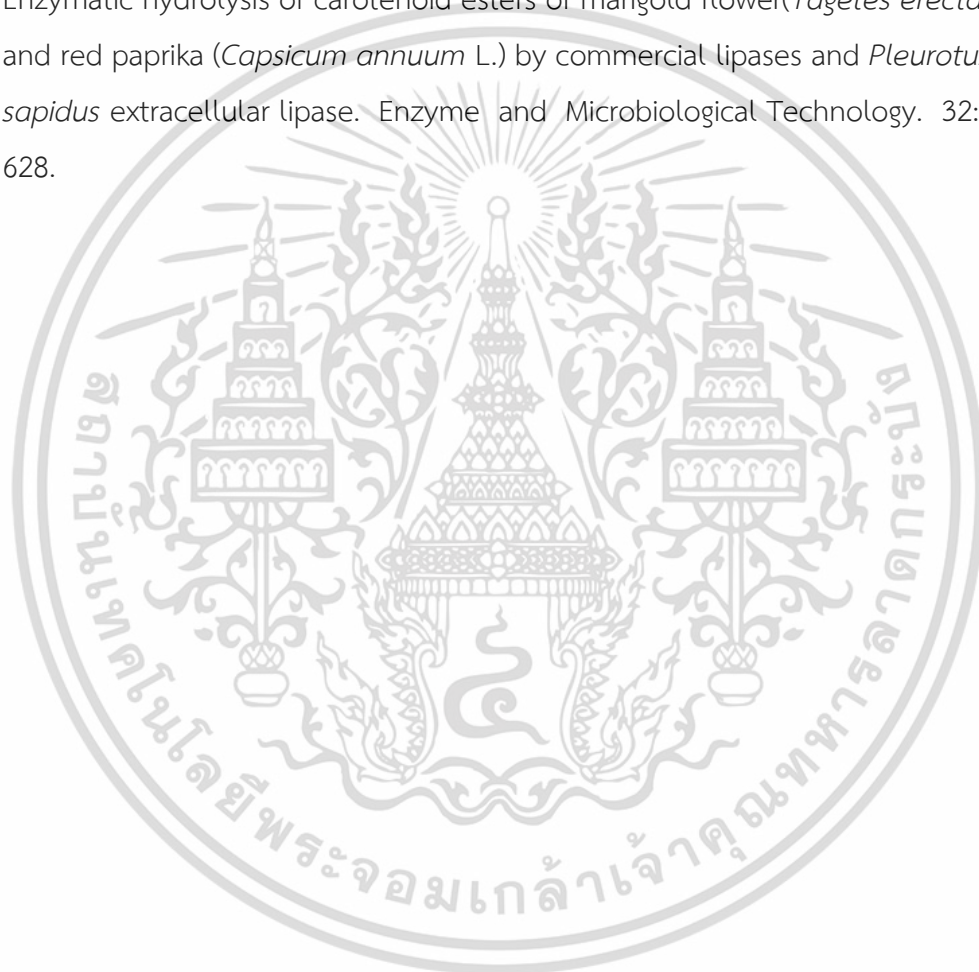 Enzymatic hydrolysis of carotenoid esters of marigold flower(Tagetes erecta
and red paprika (Capsicum annuum L.) by commercial lipases and Pleurotu
sapidus extracellular lipase. Enzyme and Microbiological Technology. 32:
628.
สถาบันเทคโนโลยีพระจอมเกล้าเจ้าคุณทหารลาดกระบัง